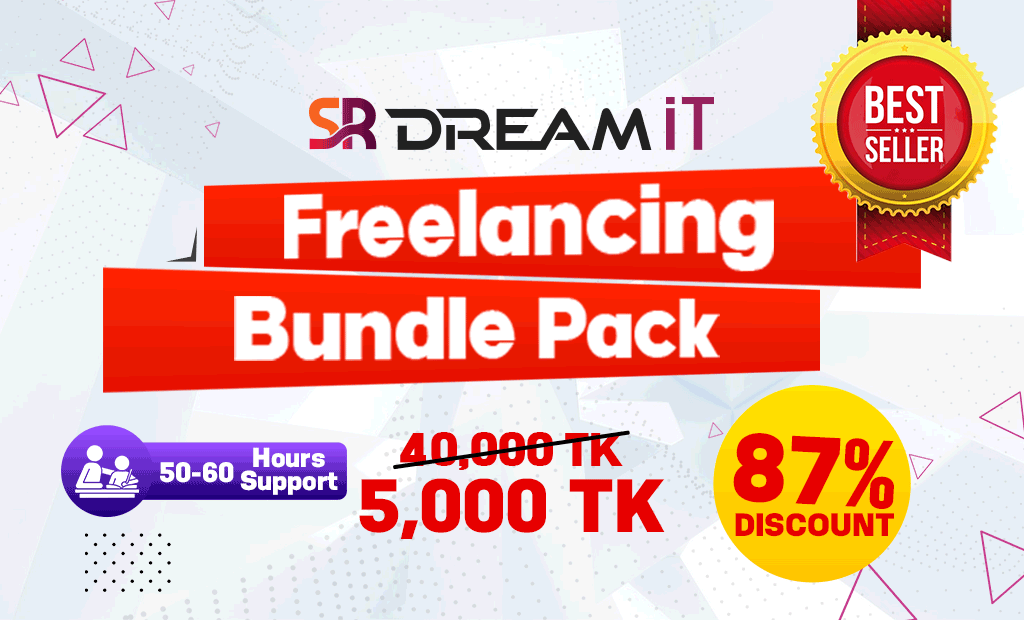 SR DREAM iT
BEST
SELLER
Freelancing
Bundle Pack
50-60 Hours
Support
40,000 TK
5,000 TK
87%
DISCOUNT